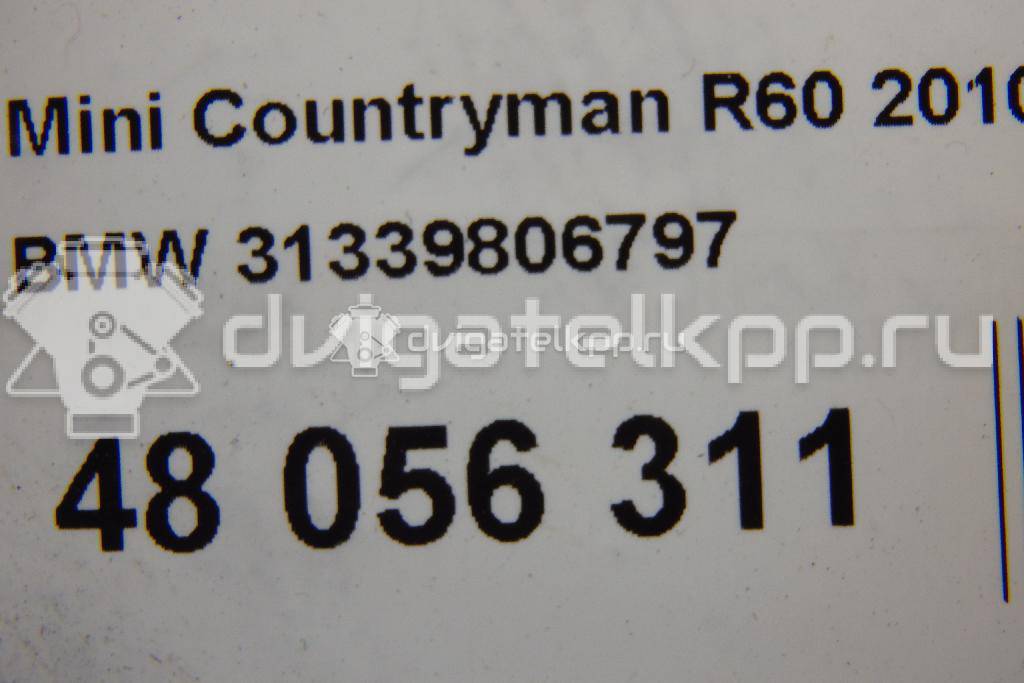 Mini Countryman R60 2010
BMW 31339806797
dvigatelkpp.ru
dvigatelkpp.ru
48 056 311